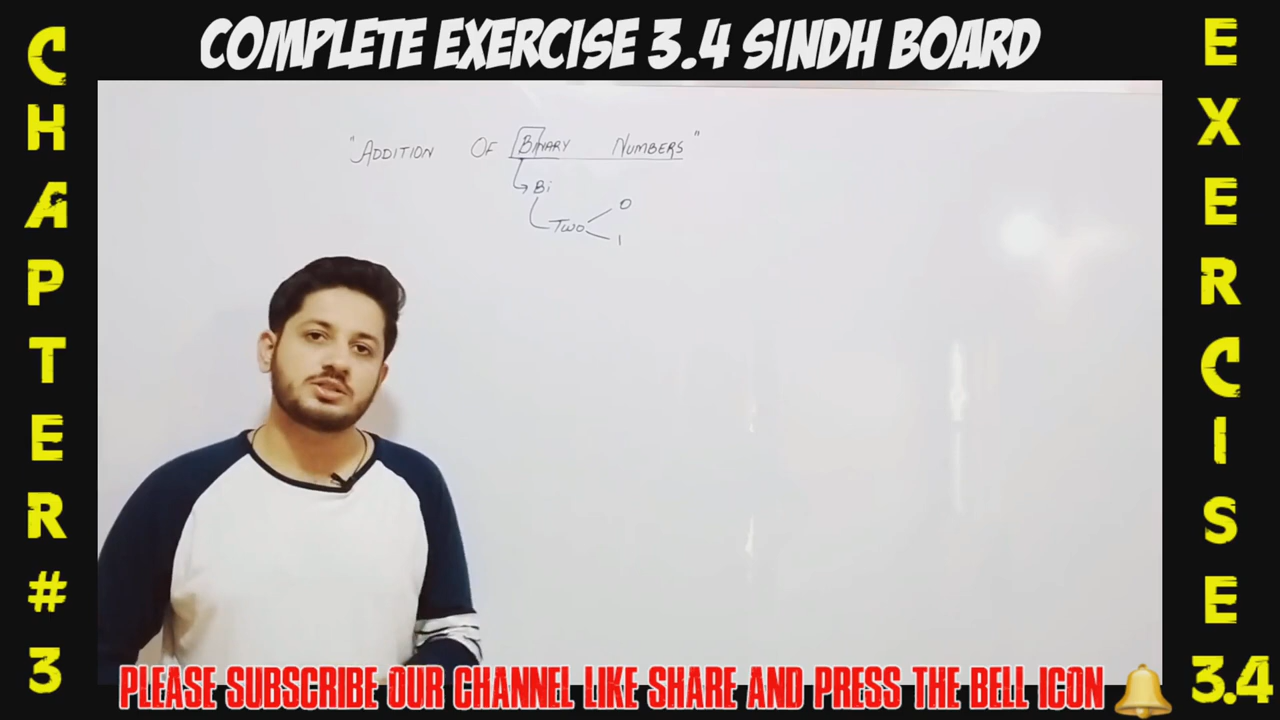 COMPLETE EXERCISE 3.4 SINDH BOARD
CHAPTER # 3
"ADDITION OF BINARY NUMBERS"
Bi
Two
0
1
EXERCISE 3.4
PLEASE SUBSCRIBE OUR CHANNEL LIKE SHARE AND PRESS THE BELL ICON